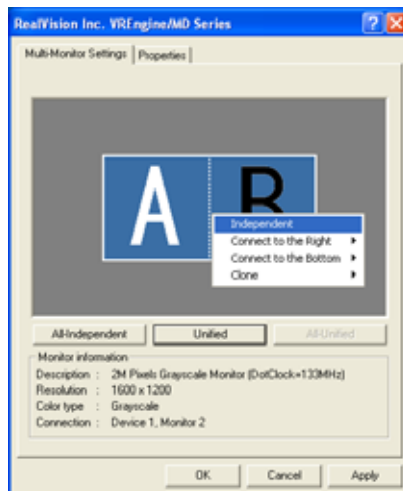 RealVision Inc. VREngine/MD Series
Multi-Monitor Settings Properties
A B
Independent
Connect to the Right
Connect to the Bottom
Clone
All-Independent Unified All-Unified
Monitor information
Description : 2M Pixels Grayscale Monitor (DotClock=133MHz)
Resolution : 1600 x 1200
Color type : Grayscale
Connection : Device 1, Monitor 2
OK Cancel Apply